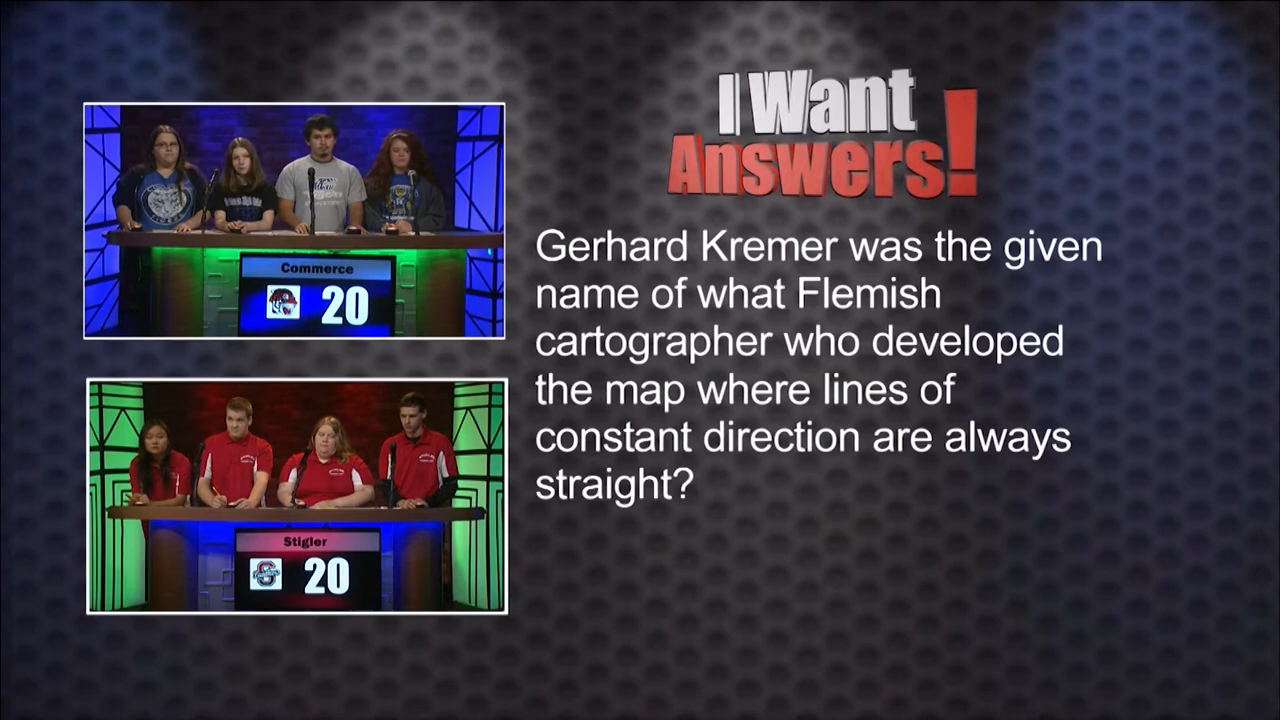 I Want
Answers!
Gerhard Kremer was the given
name of what Flemish
cartographer who developed
the map where lines of
constant direction are always
straight?
Commerce
20
Stigler
20